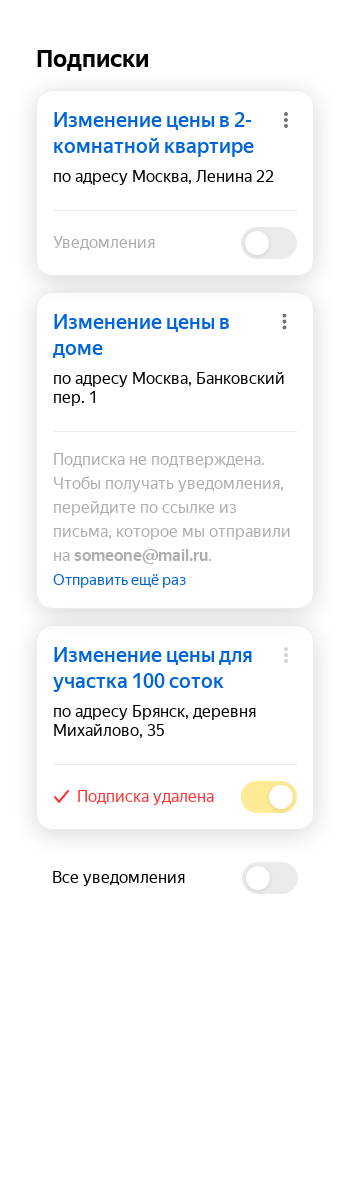 Подписки
Изменение цены в 2-
комнатной квартире
по адресу Москва, Ленина 22
Уведомления
Изменение цены в
доме
по адресу Москва, Банковский
пер. 1
Подписка не подтверждена.
Чтобы получать уведомления,
перейдите по ссылке из
письма, которое мы отправили
на someone@mail.ru.
Отправить ещё раз
Изменение цены для
участка 100 соток
по адресу Брянск, деревня
Михайлово, 35
Подписка удалена
Все уведомления